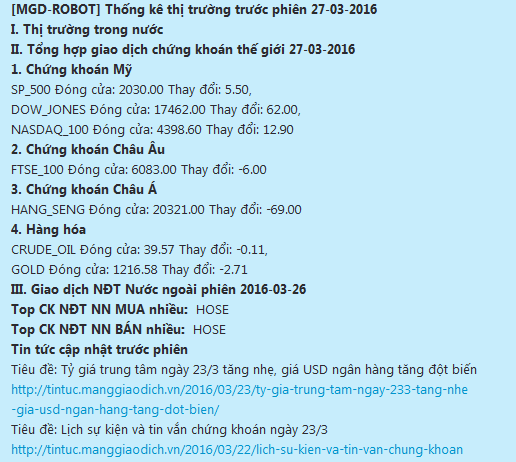 [MGD-ROBOT] Thống kê thị trường trước phiên 27-03-2016
I. Thị trường trong nước
II. Tổng hợp giao dịch chứng khoán thế giới 27-03-2016
1. Chứng khoán Mỹ
SP_500 Đóng cửa: 2030.00 Thay đổi: 5.50,
DOW_JONES Đóng cửa: 17462.00 Thay đổi: 62.00,
NASDAQ_100 Đóng cửa: 4398.60 Thay đổi: 12.90
2. Chứng khoán Châu Âu
FTSE_100 Đóng cửa: 6083.00 Thay đổi: -6.00
3. Chứng khoán Châu Á
HANG_SENG Đóng cửa: 20321.00 Thay đổi: -69.00
4. Hàng hóa
CRUDE_OIL Đóng cửa: 39.57 Thay đổi: -0.11,
GOLD Đóng cửa: 1216.58 Thay đổi: -2.71
III. Giao dịch NĐT Nước ngoài phiên 2016-03-26
Top CK NĐT NN MUA nhiều: HOSE
Top CK NĐT NN BÁN nhiều: HOSE
Tin tức cập nhật trước phiên
Tiêu đề: Tỷ giá trung tâm ngày 23/3 tăng nhẹ, giá USD ngân hàng tăng đột biến
http://tintuc.manggiaodich.vn/2016/03/23/ty-gia-trung-tam-ngay-233-tang-nhe
-gia-usd-ngan-hang-tang-dot-bien/
Tiêu đề: Lịch sự kiện và tin vắn chứng khoán ngày 23/3
http://tintuc.manggiaodich.vn/2016/03/22/lich-su-kien-va-tin-van-chung-khoan